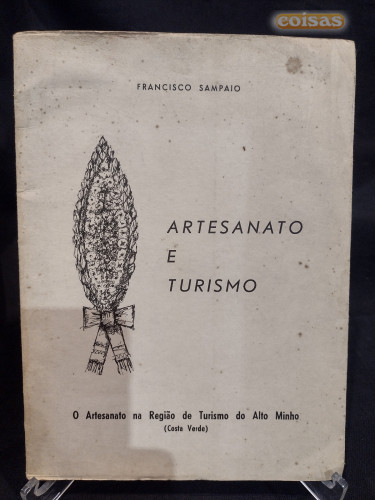 coisas
FRANCISCO SAMPAIO
ARTESANATO
E
TURISMO
O Artesanato na Região de Turismo do Alto Minho
(Costa Verde)